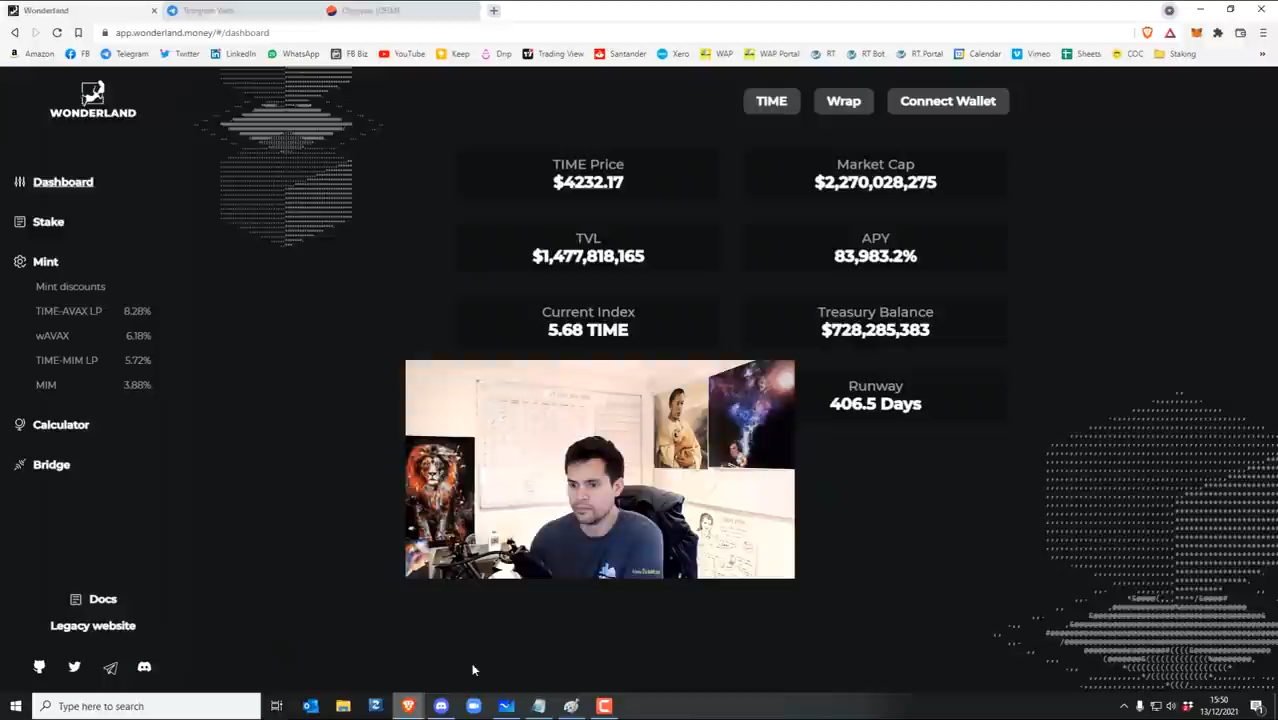 Wonderland
Telegram Web
app.wonderland.money/#/dashboard
Amazon
FB
Telegram
Twitter
LinkedIn
WhatsApp
FB Biz
YouTube
Keep
Dnp
Trading View
Santander
Xero
WAP
WAP Portal
RT
RT Bot
RT Portal
Calendar
Vimeo
Sheets
COC
Staking
WONDERLAND
TIME
Wrap
Connect Wallet
Dasboard
Stake
Mint
Mint discounts
TIME-AVAX LP 8.28%
wAVAX 6.18%
TIME-MIM LP 5.72%
MIM 3.88%
Calculator
Bridge
Docs
Legacy website
TIME Price
$4232.17
Market Cap
$2,270,028,275
TVL
$1,477,818,165
APY
83,983.2%
Current Index
5.68 TIME
Treasury Balance
$728,285,383
Runway
406.5 Days
Type here to search
15:50
13/12/2021